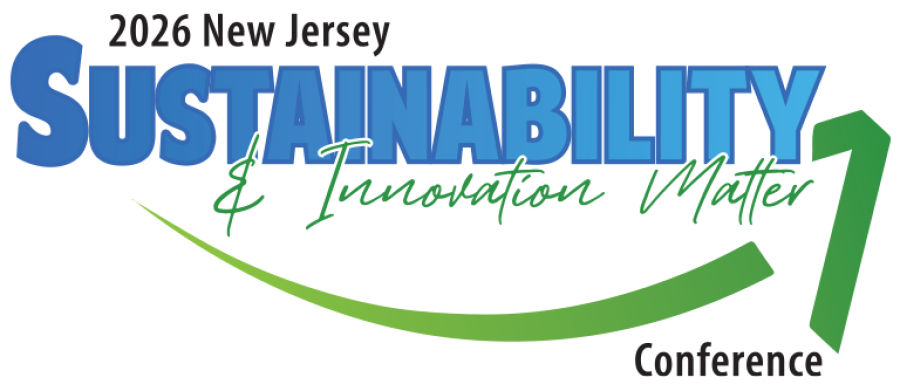 2026 New Jersey
SUSTAINABILITY
& Innovation Matter
Conference